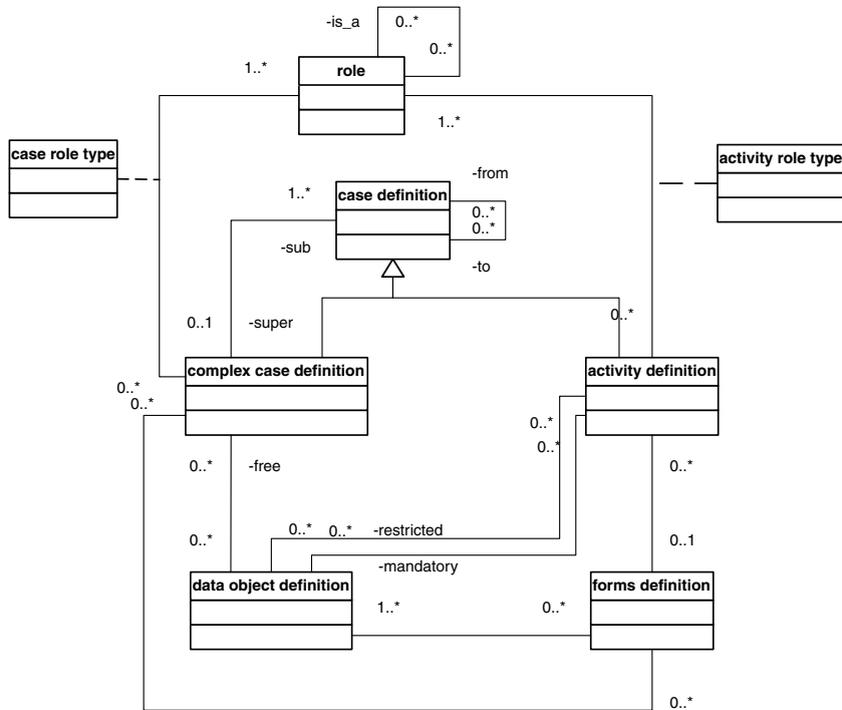 -is_a
0..*
0..*
1..*
role
1..*
case role type
activity role type
-from
1..*
case definition
0..*
0..*
-sub
-to
0..1
-super
0..*
complex case definition
activity definition
0..*
0..*
0..*
0..*
0..*
-free
0..*
0..*
0..*
-restricted
0..*
0..1
-mandatory
data object definition
forms definition
1..*
0..*
0..*